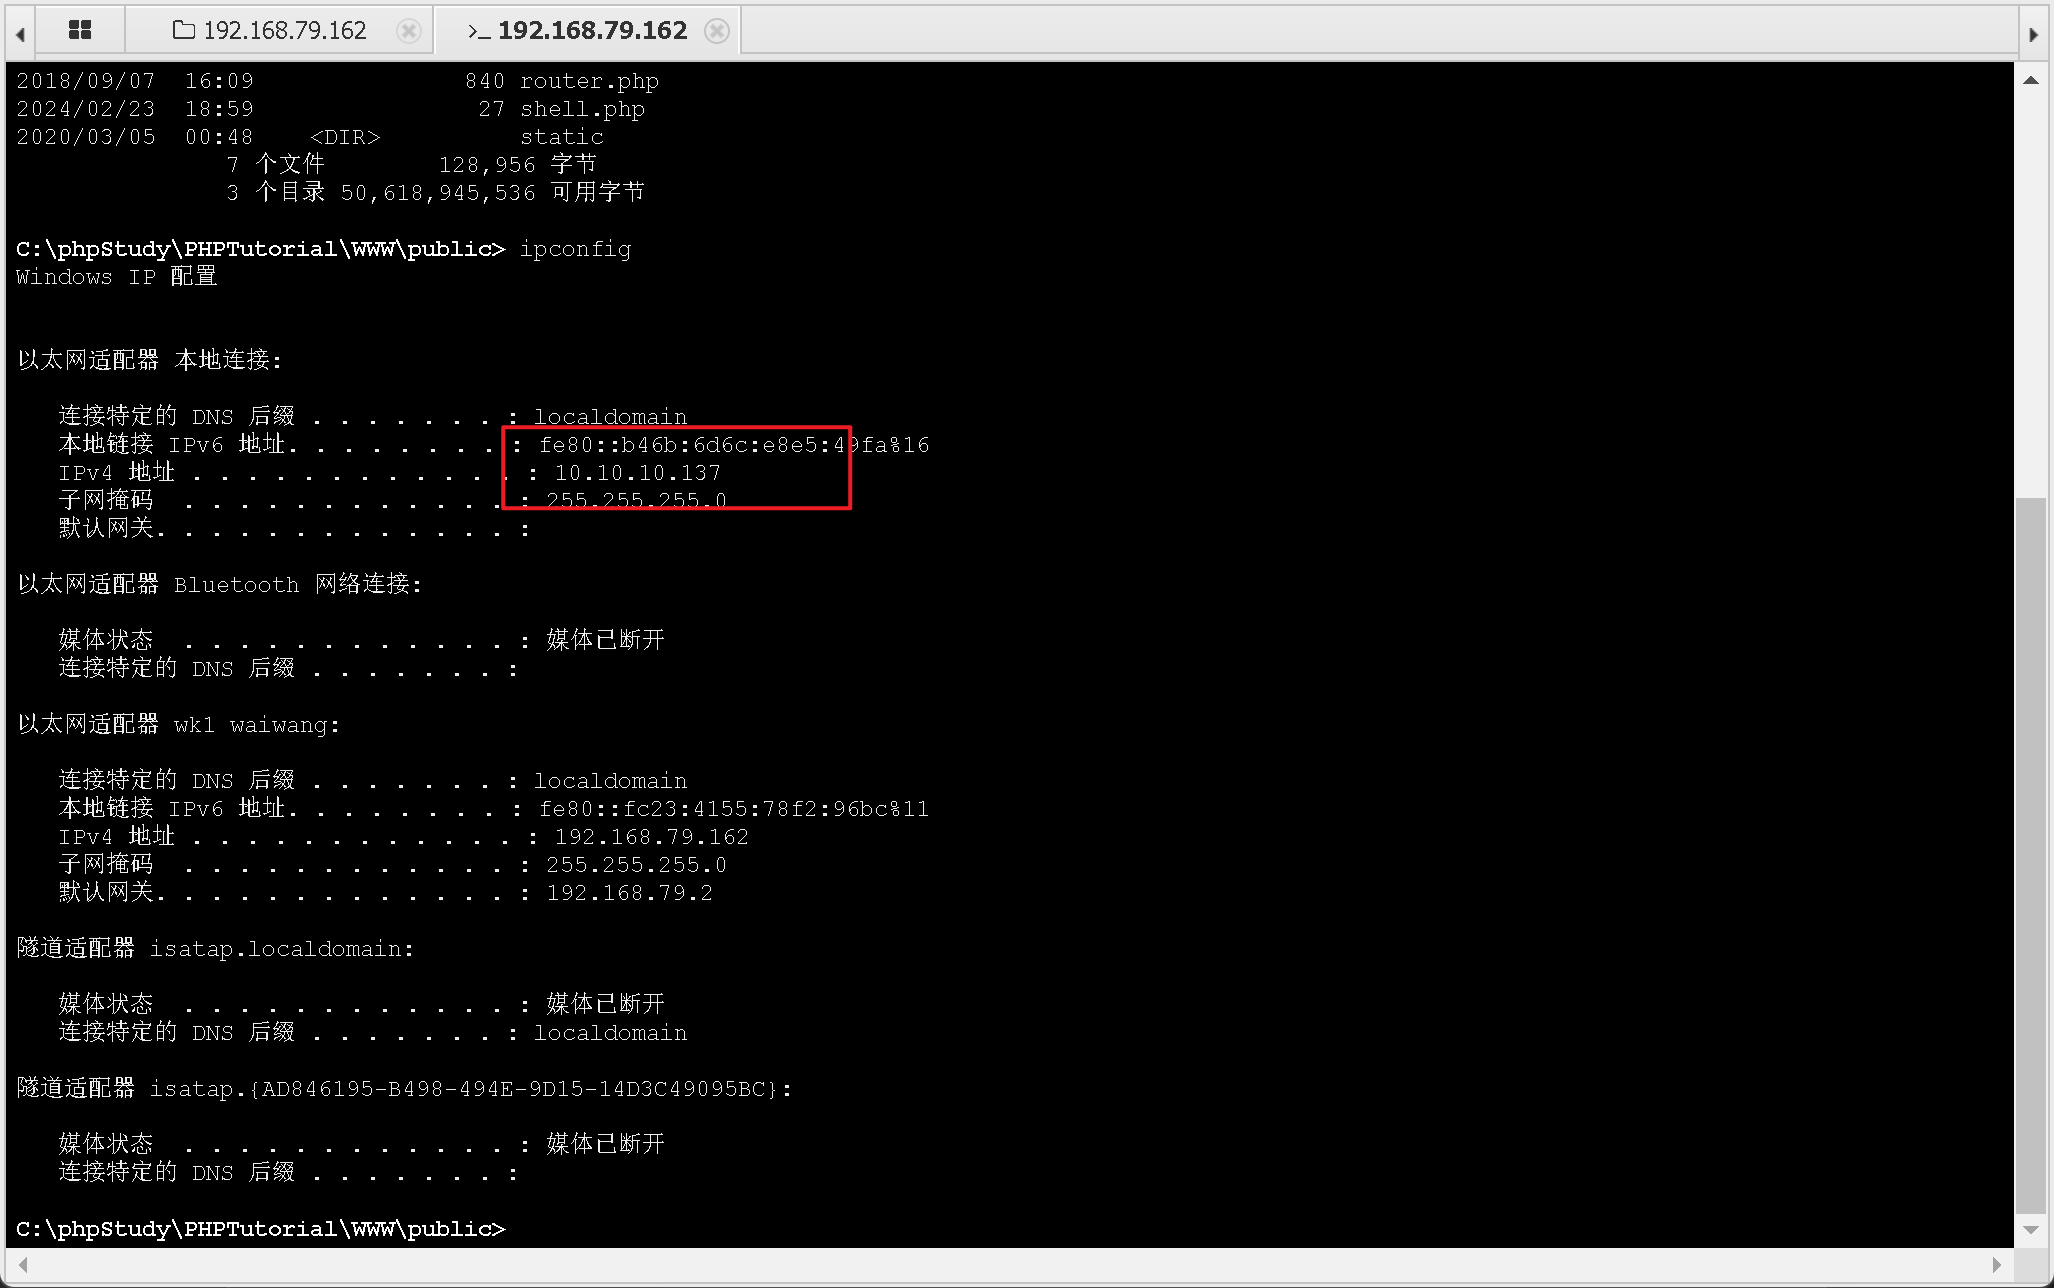 192.168.79.162
>_ 192.168.79.162
2018/09/07  16:09               840 router.php
2024/02/23  18:59                27 shell.php
2020/03/05  00:48    <DIR>          static
7 个文件        128,956 字节
3 个目录 50,618,945,536 可用字节
C:\phpStudy\PHPTutorial\WWW\public> ipconfig
Windows IP 配置
以太网适配器 本地连接:
连接特定的 DNS 后缀 . . . . . . . : localdomain
本地链接 IPv6 地址. . . . . . . . : fe80::b46b:6d6c:e8e5:49fa%16
IPv4 地址 . . . . . . . . . . . . : 10.10.10.137
子网掩码  . . . . . . . . . . . . : 255.255.255.0
默认网关. . . . . . . . . . . . . :
以太网适配器 Bluetooth 网络连接:
媒体状态  . . . . . . . . . . . . : 媒体已断开
连接特定的 DNS 后缀 . . . . . . . :
以太网适配器 wk1 waiwang:
连接特定的 DNS 后缀 . . . . . . . : localdomain
本地链接 IPv6 地址. . . . . . . . : fe80::fc23:4155:78f2:96bc%11
IPv4 地址 . . . . . . . . . . . . : 192.168.79.162
子网掩码  . . . . . . . . . . . . : 255.255.255.0
默认网关. . . . . . . . . . . . . : 192.168.79.2
隧道适配器 isatap.localdomain:
媒体状态  . . . . . . . . . . . . : 媒体已断开
连接特定的 DNS 后缀 . . . . . . . : localdomain
隧道适配器 isatap.{AD846195-B498-494E-9D15-14D3C49095BC}:
媒体状态  . . . . . . . . . . . . : 媒体已断开
连接特定的 DNS 后缀 . . . . . . . :
C:\phpStudy\PHPTutorial\WWW\public>